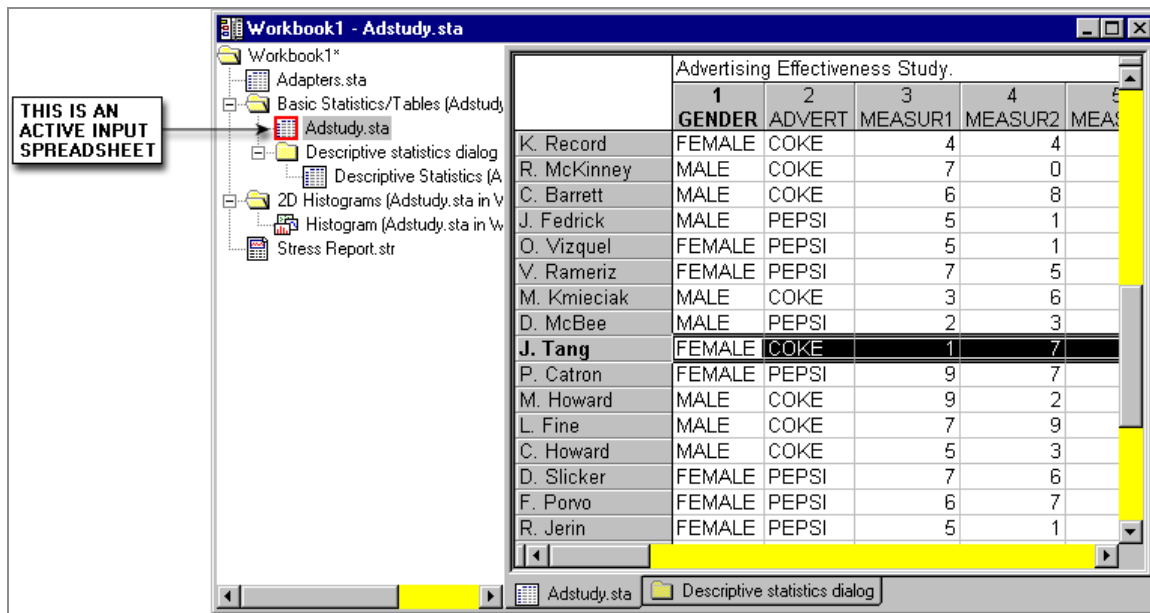 Workbook1 - Adstudy.sta
THIS IS AN
ACTIVE INPUT
SPREADSHEET
Workbook1*
Adapters.sta
Basic Statistics/Tables (Adstudy
Adstudy.sta
Descriptive statistics dialog
Descriptive Statistics (A
2D Histograms (Adstudy.sta in W
Histogram (Adstudy.sta in W
Stress Report.str
Advertising Effectiveness Study.
1 2 3 4 5
GENDER ADVERT MEASUR1 MEASUR2 MEAS
K. Record FEMALE COKE 4 4
R. McKinney MALE COKE 7 0
C. Barrett MALE COKE 6 8
J. Fedrick MALE PEPSI 5 1
O. Vizquel FEMALE PEPSI 5 1
V. Rameriz FEMALE PEPSI 7 5
M. Kmieciak MALE COKE 3 6
D. McBee MALE PEPSI 2 3
J. Tang FEMALE COKE 1 7
P. Catron FEMALE PEPSI 9 7
M. Howard MALE COKE 9 2
L. Fine MALE COKE 7 9
C. Howard MALE COKE 5 3
D. Slicker FEMALE PEPSI 7 6
F. Porvo FEMALE PEPSI 6 7
R. Jerin FEMALE PEPSI 5 1
Adstudy.sta Descriptive statistics dialog